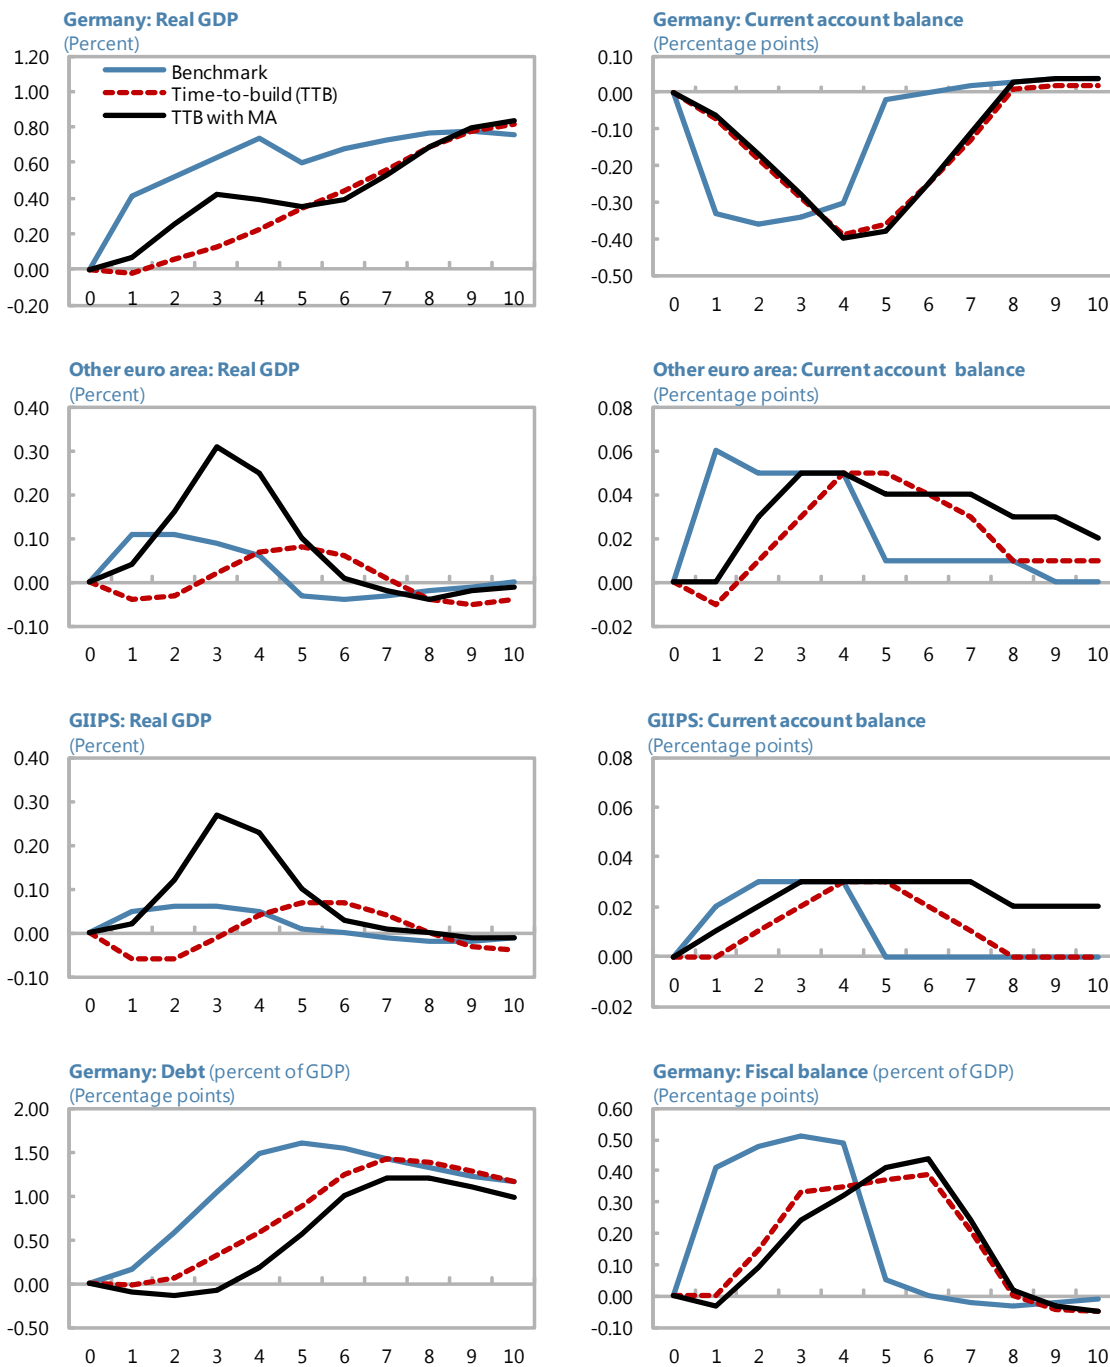 Germany: Real GDP
(Percent)
1.20
1.00
0.80
0.60
0.40
0.20
0.00
-0.20
Benchmark
Time-to-build (TTB)
TTB with MA
0 1 2 3 4 5 6 7 8 9 10
Germany: Current account balance
(Percentage points)
0.10
0.00
-0.10
-0.20
-0.30
-0.40
-0.50
0 1 2 3 4 5 6 7 8 9 10
Other euro area: Real GDP
(Percent)
0.40
0.30
0.20
0.10
0.00
-0.10
0 1 2 3 4 5 6 7 8 9 10
Other euro area: Current account balance
(Percentage points)
0.08
0.06
0.04
0.02
0.00
-0.02
0 1 2 3 4 5 6 7 8 9 10
GIIPS: Real GDP
(Percent)
0.40
0.30
0.20
0.10
0.00
-0.10
0 1 2 3 4 5 6 7 8 9 10
GIIPS: Current account balance
(Percentage points)
0.08
0.06
0.04
0.02
0.00
-0.02
0 1 2 3 4 5 6 7 8 9 10
Germany: Debt (percent of GDP)
(Percentage points)
2.00
1.50
1.00
0.50
0.00
-0.50
0 1 2 3 4 5 6 7 8 9 10
Germany: Fiscal balance (percent of GDP)
(Percentage points)
0.60
0.50
0.40
0.30
0.20
0.10
0.00
-0.10
0 1 2 3 4 5 6 7 8 9 10